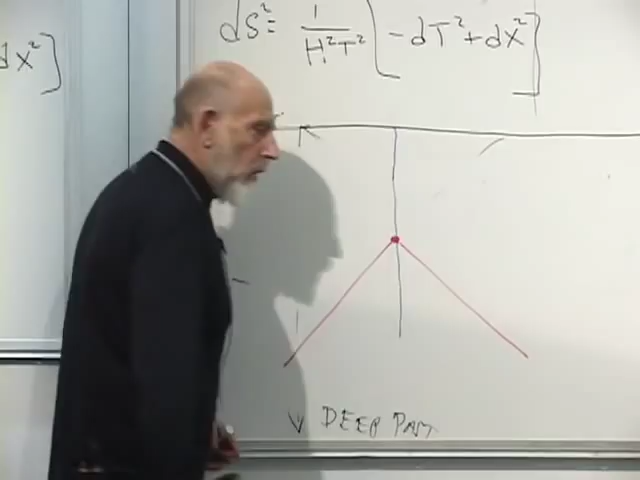 dX²]
dS² = 1/H²T² [-dT² + dX²]
DEEP PAST